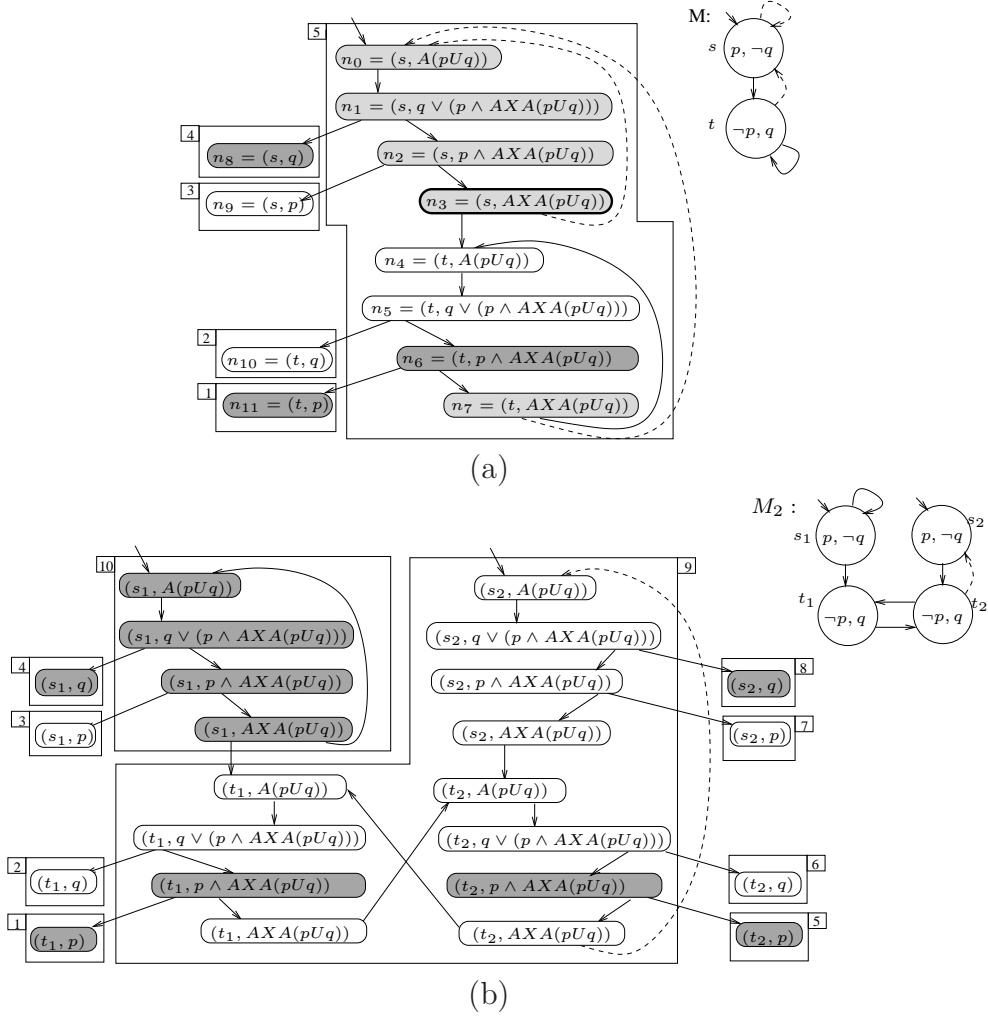 M:
5
n0 = (s, A(pUq))
s
p, ¬q
n1 = (s, q ∨ (p ∧ AXA(pUq)))
4
n8 = (s, q)
t
¬p, q
n2 = (s, p ∧ AXA(pUq))
3
n9 = (s, p)
n3 = (s, AXA(pUq))
n4 = (t, A(pUq))
n5 = (t, q ∨ (p ∧ AXA(pUq)))
2
n10 = (t, q)
n6 = (t, p ∧ AXA(pUq))
1
n11 = (t, p)
n7 = (t, AXA(pUq))
(a)
M2 :
s1
p, ¬q
p, ¬q
s2
t1
¬p, q
¬p, q
t2
10
9
(s1, A(pUq))
(s2, A(pUq))
(s1, q ∨ (p ∧ AXA(pUq)))
(s2, q ∨ (p ∧ AXA(pUq)))
4
8
(s1, q)
(s1, p ∧ AXA(pUq))
(s2, p ∧ AXA(pUq))
(s2, q)
3
7
(s1, p)
(s1, AXA(pUq))
(s2, AXA(pUq))
(s2, p)
(t1, A(pUq))
(t2, A(pUq))
(t1, q ∨ (p ∧ AXA(pUq)))
(t2, q ∨ (p ∧ AXA(pUq)))
2
6
(t1, q)
(t1, p ∧ AXA(pUq))
(t2, p ∧ AXA(pUq))
(t2, q)
1
5
(t1, p)
(t1, AXA(pUq))
(t2, AXA(pUq))
(t2, p)
(b)